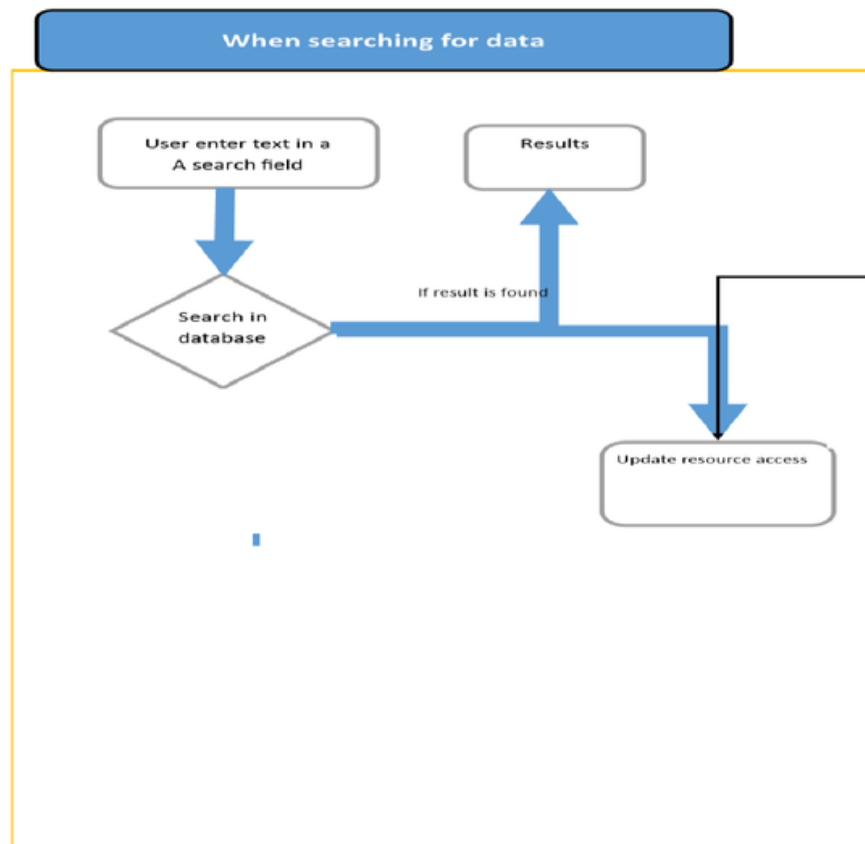 When searching for data
User enter text in a
A search field
Results
If result is found
Search in
database
Update resource access